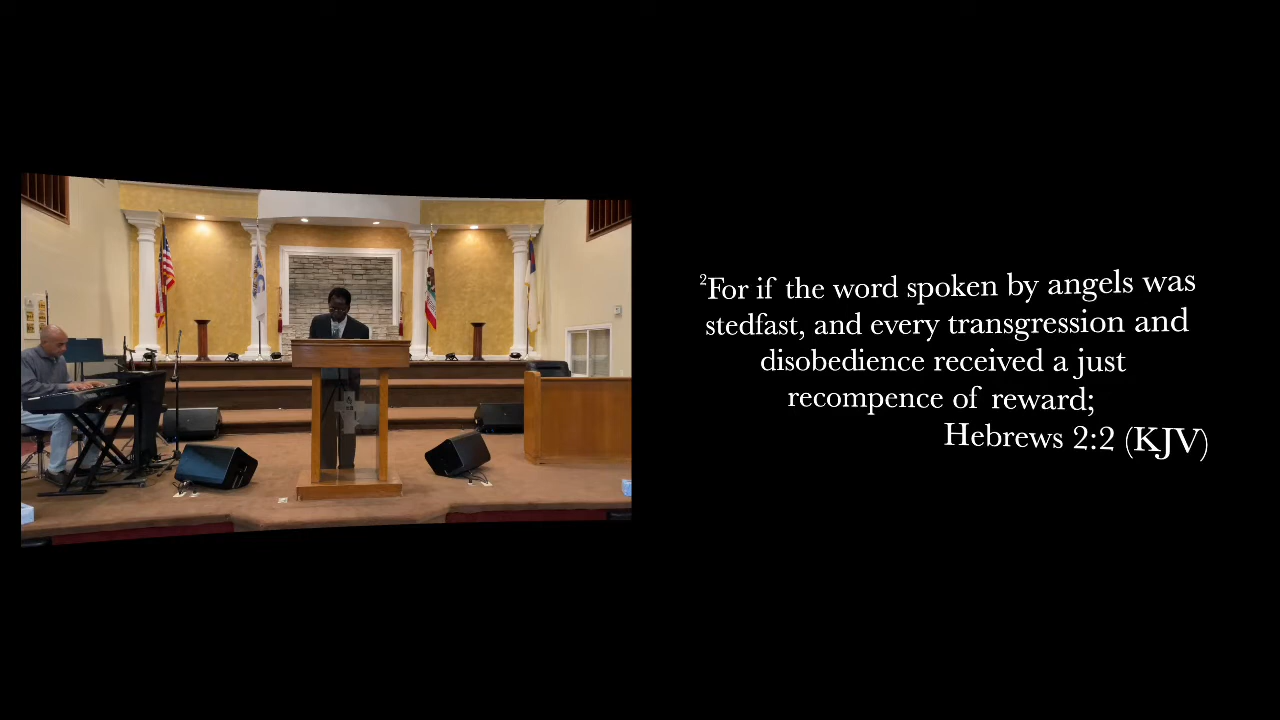 ²For if the word spoken by angels was
stedfast, and every transgression and
disobedience received a just
recompence of reward;
Hebrews 2:2 (KJV)